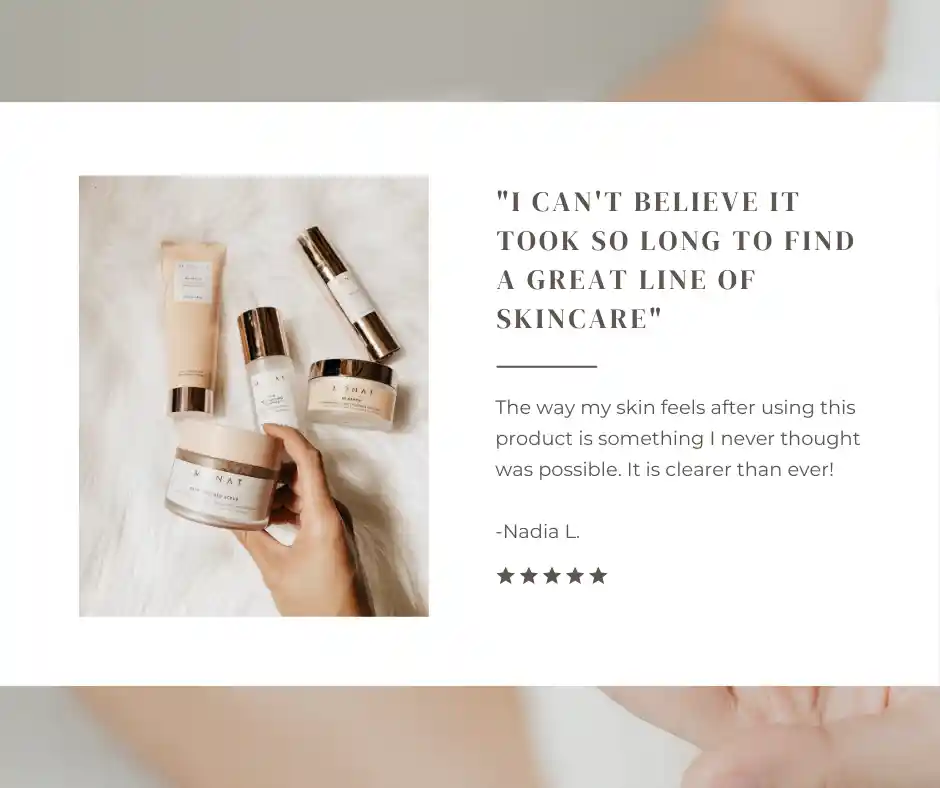 "I CAN'T BELIEVE IT
TOOK SO LONG TO FIND
A GREAT LINE OF
SKINCARE"
The way my skin feels after using this
product is something I never thought
was possible. It is clearer than ever!
-Nadia L.